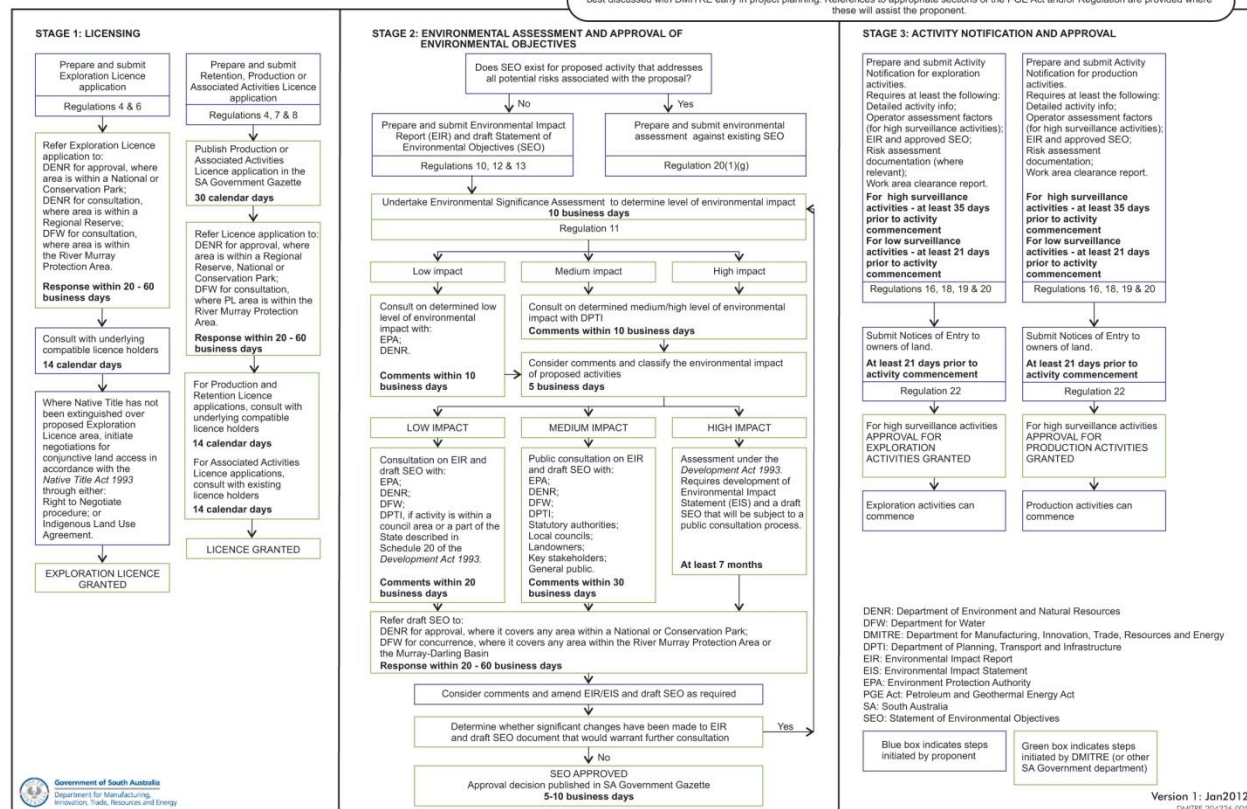 best discussed with DMITRE early in project planning. References to appropriate sections of the PGE Act and/or Regulation are provided where
these will assist the proponent.
STAGE 1: LICENSING
Prepare and submit
Exploration Licence
application
Regulations 4 & 6
Refer Exploration Licence
application to:
DENR for approval, where
area is within a National or
Conservation Park;
DENR for consultation,
where area is within a
Regional Reserve;
DFW for consultation,
where area is within
the River Murray
Protection Area.
Response within 20 - 60
business days
Consult with underlying
compatible licence holders
14 calendar days
Where Native Title has not
been extinguished over
proposed Exploration
Licence area, initiate
negotiations for
conjunctive land access in
accordance with the
Native Title Act 1993
through either:
Right to Negotiate
procedure; or
Indigenous Land Use
Agreement.
EXPLORATION LICENCE
GRANTED
Prepare and submit
Retention, Production or
Associated Activities Licence
application
Regulations 4, 7 & 8
Publish Production or
Associated Activities
Licence application in the
SA Government Gazette
30 calendar days
Refer Licence application to:
DENR for approval, where
area is within a Regional
Reserve, National or
Conservation Park;
DFW for consultation,
where PL area is within the
River Murray Protection
Area.
Response within 20 - 60
business days
For Production and
Retention Licence
applications, consult with
underlying compatible
licence holders
14 calendar days
For Associated Activities
Licence applications,
consult with existing
licence holders
14 calendar days
LICENCE GRANTED
Government of South Australia
Department for Manufacturing,
Innovation, Trade, Resources and Energy
STAGE 2: ENVIRONMENTAL ASSESSMENT AND APPROVAL OF
ENVIRONMENTAL OBJECTIVES
Does SEO exist for proposed activity that addresses
all potential risks associated with the proposal?
No
Yes
Prepare and submit Environmental Impact
Report (EIR) and draft Statement of
Environmental Objectives (SEO)
Regulations 10, 12 & 13
Prepare and submit environmental
assessment against existing SEO
Regulation 20(1)(g)
Undertake Environmental Significance Assessment to determine level of environmental impact
10 business days
Regulation 11
Low impact
Medium impact
High impact
Consult on determined low
level of environmental
impact with:
EPA;
DENR.
Comments within 10
business days
Consult on determined medium/high level of environmental
impact with DPTI
Comments within 10 business days
Consider comments and classify the environmental impact
of proposed activities
5 business days
LOW IMPACT
MEDIUM IMPACT
HIGH IMPACT
Consultation on EIR and
draft SEO with:
EPA;
DENR;
DFW;
DPTI, if activity is within a
council area or a part of the
State described in
Schedule 20 of the
Development Act 1993.
Comments within 20
business days
Public consultation on EIR
and draft SEO with:
EPA;
DENR;
DFW;
DPTI;
Statutory authorities;
Local councils;
Landowners;
Key stakeholders;
General public.
Comments within 30
business days
Assessment under the
Development Act 1993.
Requires development of
Environmental Impact
Statement (EIS) and a draft
SEO that will be subject to a
public consultation process.
At least 7 months
Refer draft SEO to:
DENR for approval, where it covers any area within a National or Conservation Park;
DFW for concurrence, where it covers any area within the River Murray Protection Area or
the Murray-Darling Basin
Response within 20 - 60 business days
Consider comments and amend EIR/EIS and draft SEO as required
Determine whether significant changes have been made to EIR
and draft SEO document that would warrant further consultation
Yes
No
SEO APPROVED
Approval decision published in SA Government Gazette
5-10 business days
STAGE 3: ACTIVITY NOTIFICATION AND APPROVAL
Prepare and submit Activity
Notification for exploration
activities.
Requires at least the following:
Detailed activity info;
Operator assessment factors
(for high surveillance activities);
EIR and approved SEO;
Risk assessment
documentation (where
relevant);
Work area clearance report.
For high surveillance
activities - at least 35 days
prior to activity
commencement
For low surveillance
activities - at least 21 days
prior to activity
commencement
Regulations 16, 18, 19 & 20
Submit Notices of Entry to
owners of land.
At least 21 days prior to
activity commencement
Regulation 22
For high surveillance activities
APPROVAL FOR
EXPLORATION
ACTIVITIES GRANTED
Exploration activities can
commence
Prepare and submit Activity
Notification for production
activities.
Requires at least the following:
Detailed activity info;
Operator assessment factors
(for high surveillance activities);
EIR and approved SEO;
Risk assessment
documentation;
Work area clearance report.
For high surveillance
activities - at least 35 days
prior to activity
commencement
For low surveillance
activities - at least 21 days
prior to activity
commencement
Regulations 16, 18, 19 & 20
Submit Notices of Entry to
owners of land.
At least 21 days prior to
activity commencement
Regulation 22
For high surveillance activities
APPROVAL FOR
PRODUCTION ACTIVITIES
GRANTED
Production activities can
commence
DENR: Department of Environment and Natural Resources
DFW: Department for Water
DMITRE: Department for Manufacturing, Innovation, Trade, Resources and Energy
DPTI: Department of Planning, Transport and Infrastructure
EIR: Environmental Impact Report
EIS: Environmental Impact Statement
EPA: Environment Protection Authority
PGE Act: Petroleum and Geothermal Energy Act
SA: South Australia
SEO: Statement of Environmental Objectives
Blue box indicates steps
initiated by proponent
Green box indicates steps
initiated by DMITRE (or other
SA Government department)
Version 1: Jan2012